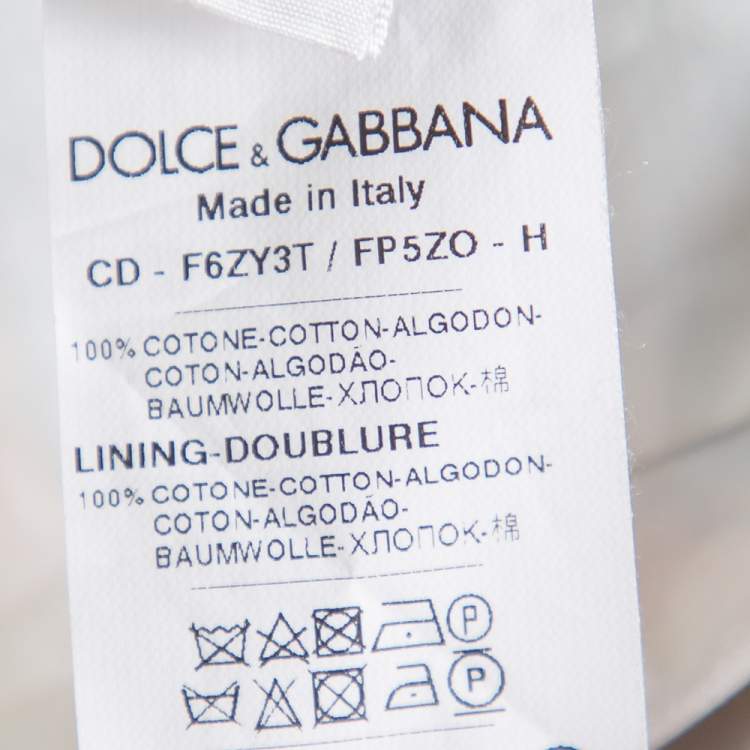 DOLCE & GABBANA
Made in Italy
CD - F6ZY3T / FP5ZO - H
100% COTONE-COTTON-ALGODON-
COTON-ALGODÃO-
BAUMWOLLE-ХЛОПОК-棉
LINING-DOUBLURE
100% COTONE-COTTON-ALGODON-
COTON-ALGODÃO-
BAUMWOLLE-ХЛОПОК-棉
P
P